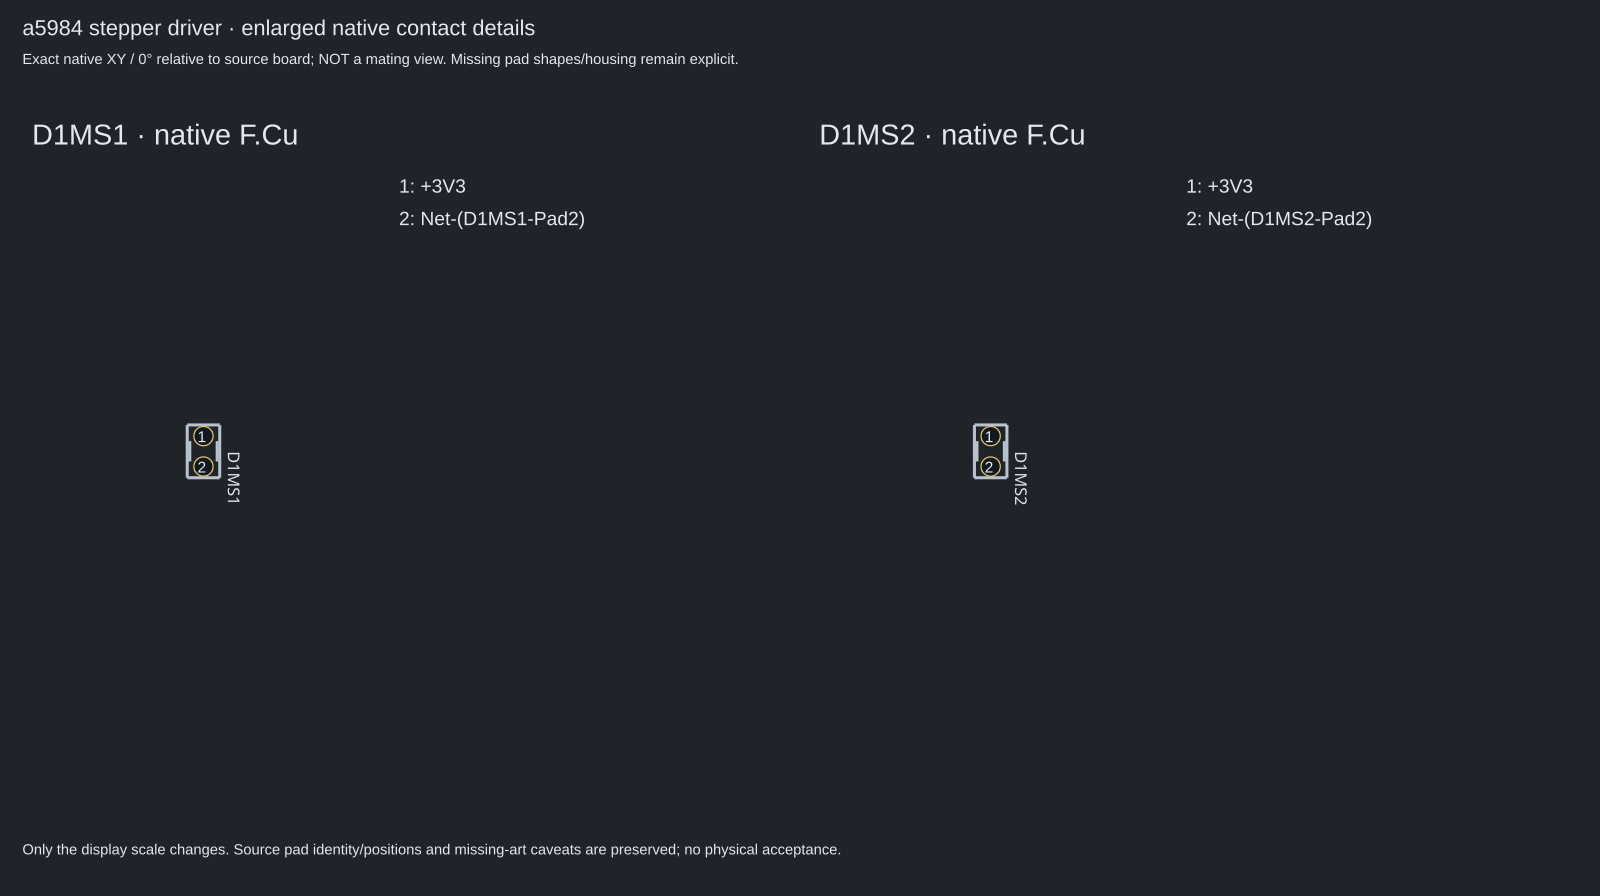 a5984 stepper driver · enlarged native contact details
Exact native XY / 0° relative to source board; NOT a mating view. Missing pad shapes/housing remain explicit.
D1MS1 · native F.Cu
1: +3V3
2: Net-(D1MS1-Pad2)
1
2
D1MS1
D1MS2 · native F.Cu
1: +3V3
2: Net-(D1MS2-Pad2)
1
2
D1MS2
Only the display scale changes. Source pad identity/positions and missing-art caveats are preserved; no physical acceptance.